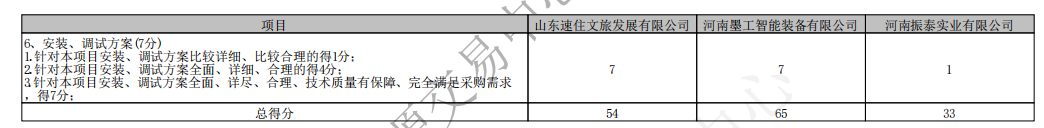 项目 山东速住文旅发展有限公司 河南墨工智能装备有限公司 河南振泰实业有限公司
6、安装、调试方案(7分)
1.针对本项目安装、调试方案比较详细、比较合理的得1分；
2.针对本项目安装、调试方案全面、详细、合理的得4分；
3.针对本项目安装、调试方案全面、详尽、合理、技术质量有保障、完全满足采购需求
，得7分； 7 7 1
总得分 54 65 33
源交易中心
中心